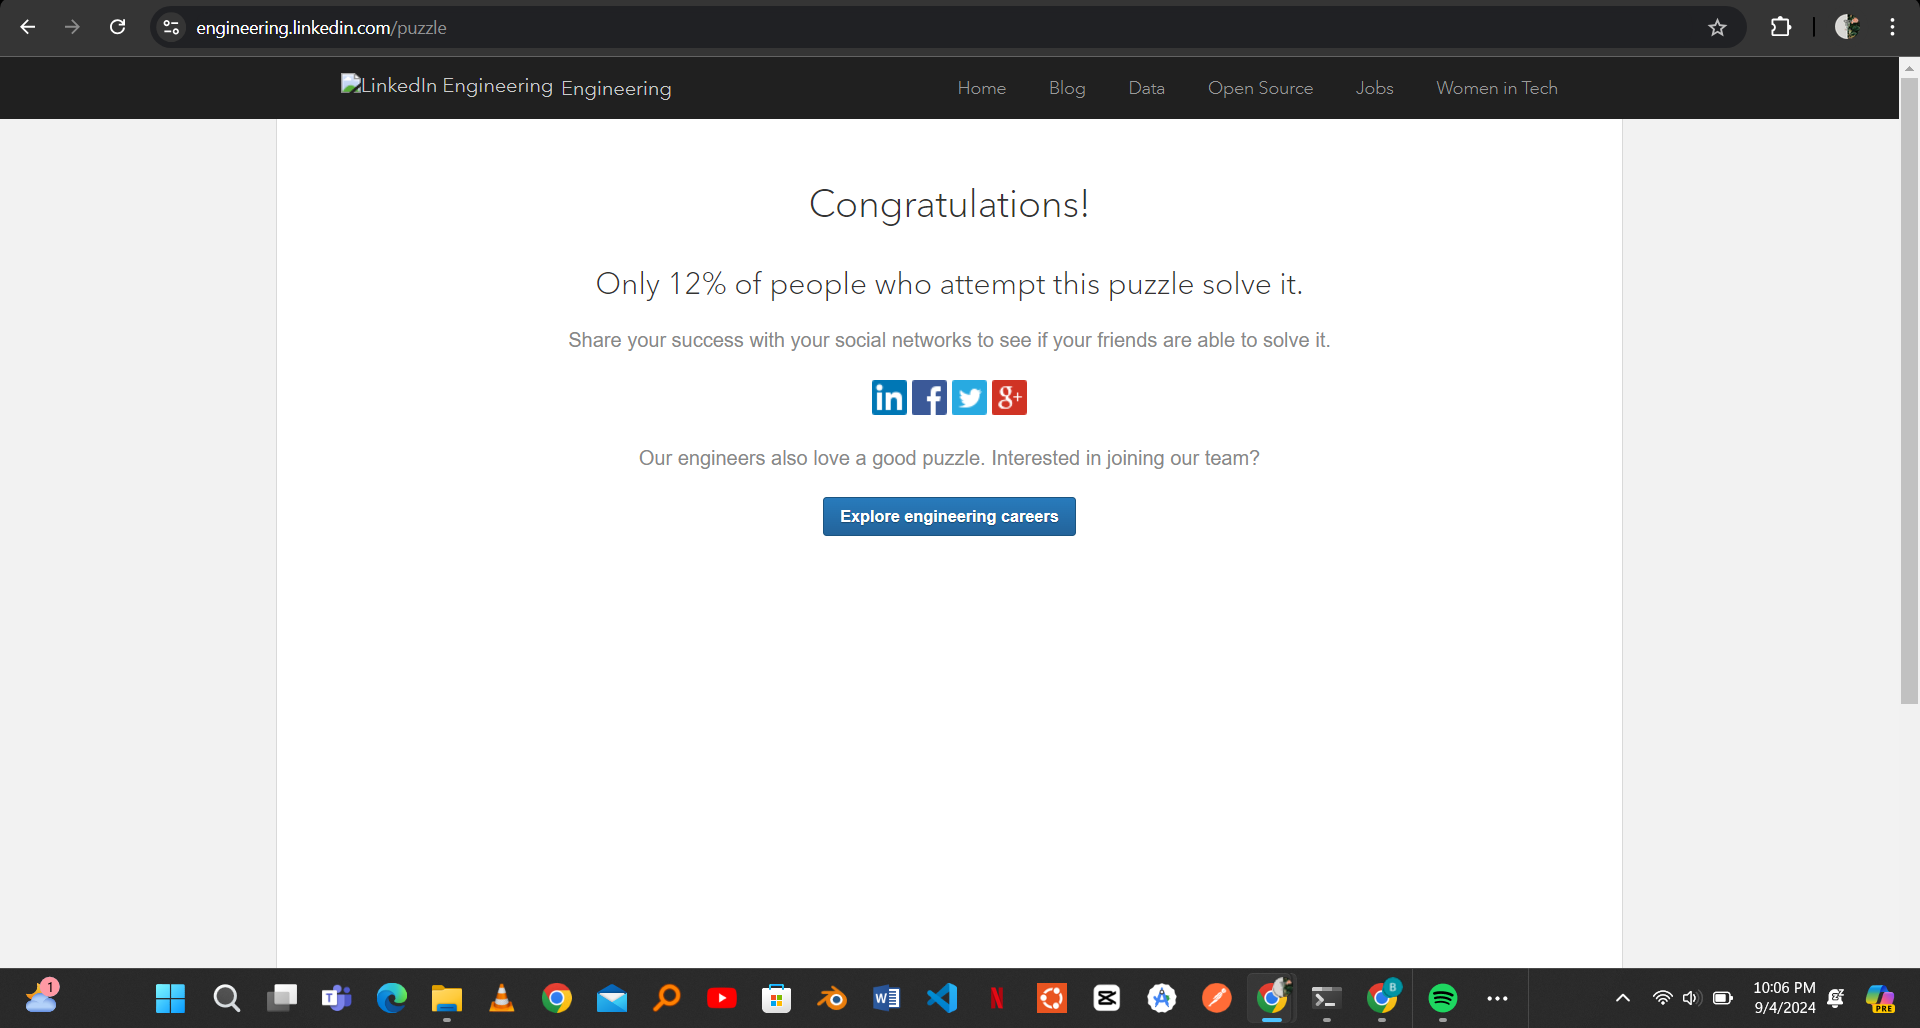 engineering.linkedin.com/puzzle
LinkedIn Engineering Engineering Home Blog Data Open Source Jobs Women in Tech
Congratulations!
Only 12% of people who attempt this puzzle solve it.
Share your success with your social networks to see if your friends are able to solve it.
in f g+
Our engineers also love a good puzzle. Interested in joining our team?
Explore engineering careers
1
T
W
N
B
PRE
10:06 PM
9/4/2024